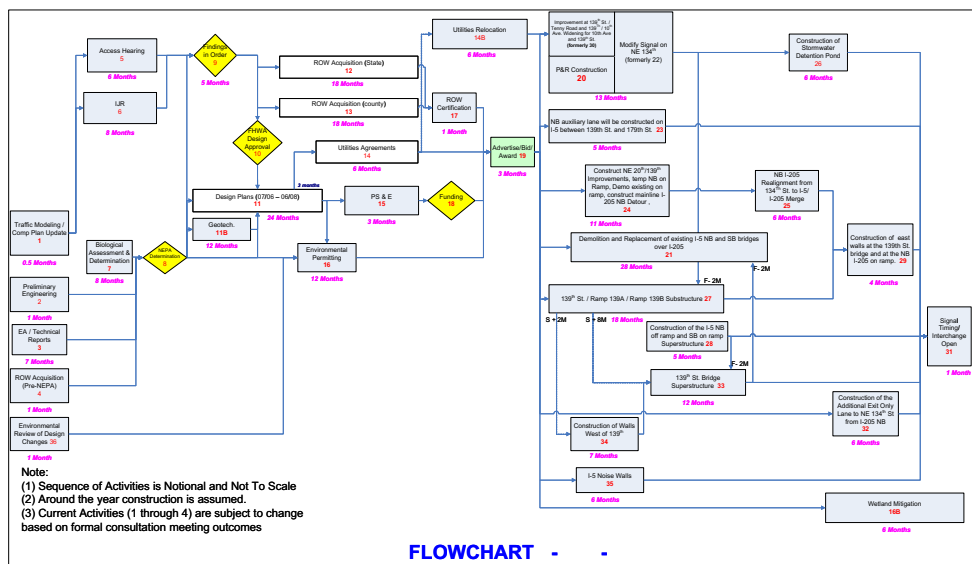 Access Hearing
5
6 Months
IJR
6
8 Months
Findings
in Order
9
5 Months
ROW Acquisition (State)
12
18 Months
ROW Acquisition (county)
13
18 Months
FHWA
Design
Approval
10
Utilities Agreements
14
6 Months
Utilities Relocation
14B
6 Months
ROW
Certification
17
1 Month
Design Plans (07/06 – 06/08)
11
2 months
24 Months
Geotech.
11B
12 Months
PS & E
15
3 Months
Funding
18
Environmental
Permitting
16
12 Months
Traffic Modeling /
Comp Plan Update
1
0.5 Months
Biological
Assessment &
Determination
7
8 Months
NEPA
Determination
8
Preliminary
Engineering
2
1 Month
EA / Technical
Reports
3
7 Months
ROW Acquisition
(Pre-NEPA)
4
1 Month
Environmental
Review of Design
Changes 36
1 Month
Advertise/Bid/
Award 19
3 Months
Improvement at 139th St. /
Tenny Road and 139th / 10th
Ave. Widening for 10th Ave
and 139th St.
(formerly 30)
P&R Construction
20
Modify Signal on
NE 134th
(formerly 22)
13 Months
Construction of
Stormwater
Detention Pond
26
6 Months
NB auxiliary lane will be constructed on
I-5 between 139th St. and 179th St. 23
5 Months
Construct NE 20th/139th
Improvements, temp NB on
Ramp, Demo existing on
ramp, construct mainline I-
205 NB Detour ,
24
11 Months
NB I-205
Realignment from
134th St. to I-5/
I-205 Merge
25
6 Months
Demolition and Replacement of existing I-5 NB and SB bridges
over I-205
21
28 Months
F- 2M
F- 2M
Construction of east
walls at the 139th St.
bridge and at the NB
I-205 on ramp. 29
4 Months
139th St. / Ramp 139A / Ramp 139B Substructure 27
18 Months
S + 2M
S + 8M
Construction of the I-5 NB
off ramp and SB on ramp
Superstructure 28
5 Months
F- 2M
Signal
Timing/
Interchange
Open
31
1 Month
139th St. Bridge
Superstructure 33
12 Months
Construction of the
Additional Exit Only
Lane to NE 134th St
from I-205 NB
32
6 Months
Construction of Walls
West of 139th
34
7 Months
I-5 Noise Walls
35
6 Months
Wetland Mitigation
16B
6 Months
Note:
(1) Sequence of Activities is Notional and Not To Scale
(2) Around the year construction is assumed.
(3) Current Activities (1 through 4) are subject to change
based on formal consultation meeting outcomes
FLOWCHART - -